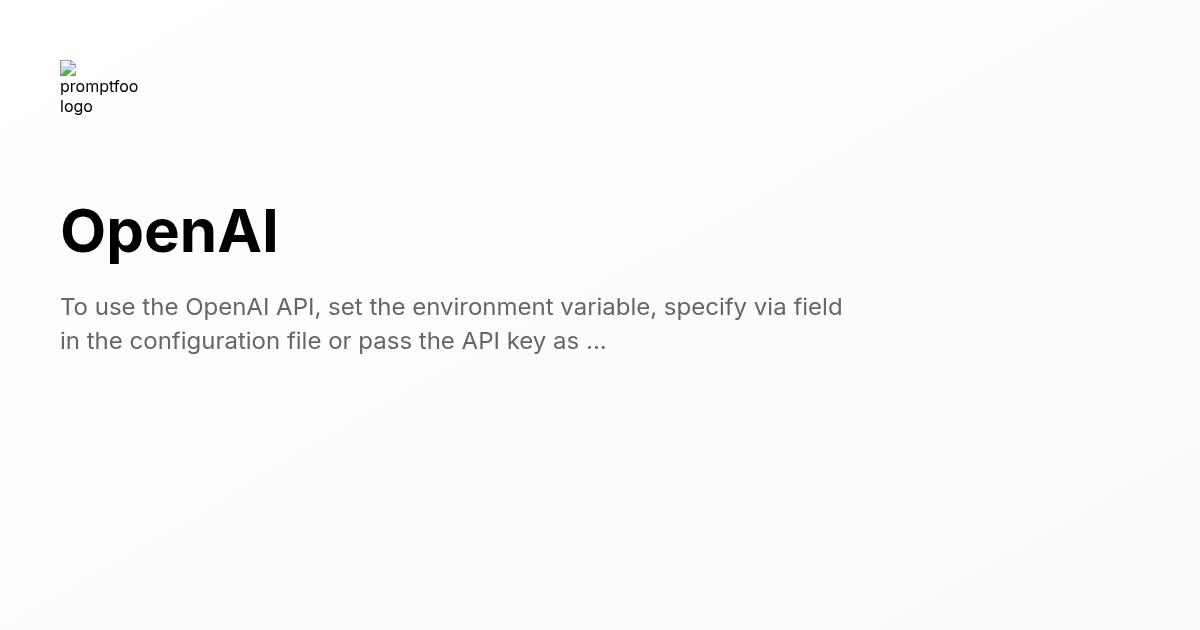 promptfoo
logo
OpenAI
To use the OpenAI API, set the environment variable, specify via field
in the configuration file or pass the API key as ...